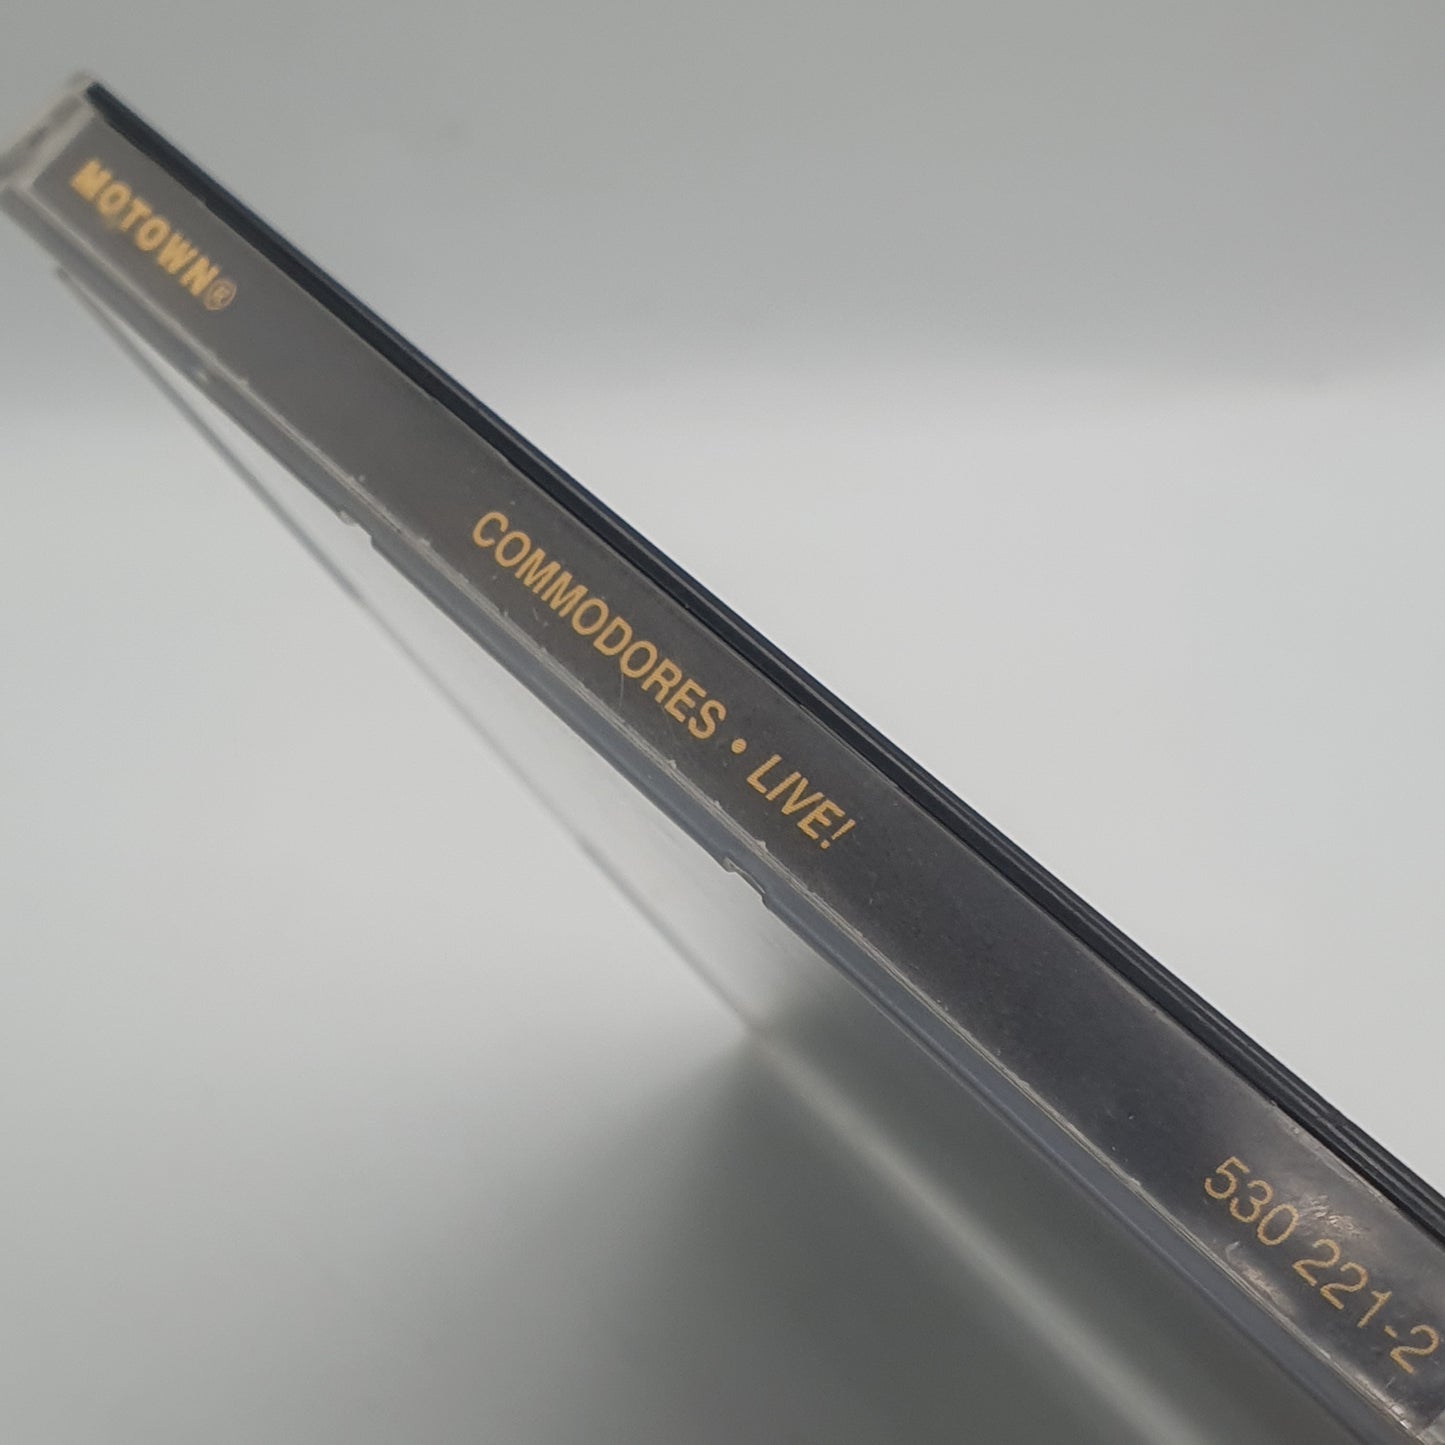 MOTOWN®
COMMODORES • LIVE!
530 221-2